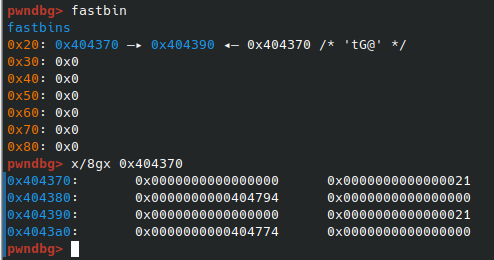 pwndbg> fastbin
fastbins
0x20: 0x404370 —▸ 0x404390 ◂— 0x404370 /* 'tG@' */
0x30: 0x0
0x40: 0x0
0x50: 0x0
0x60: 0x0
0x70: 0x0
0x80: 0x0
pwndbg> x/8gx 0x404370
0x404370: 0x0000000000000000 0x0000000000000021
0x404380: 0x0000000000404794 0x0000000000000000
0x404390: 0x0000000000000000 0x0000000000000021
0x4043a0: 0x0000000000404774 0x0000000000000000
pwndbg>